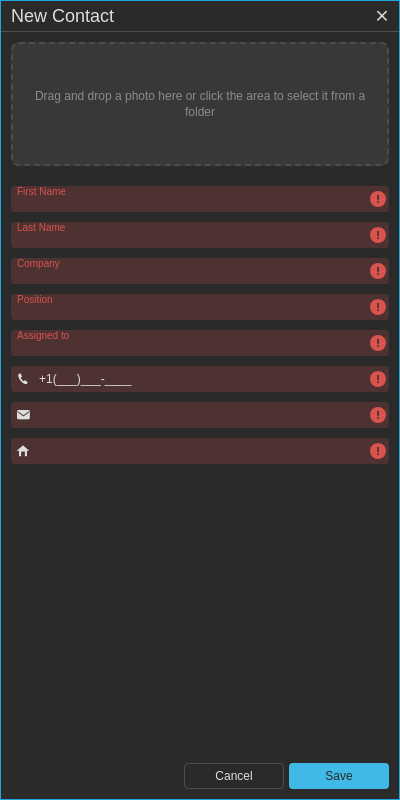 New Contact
Drag and drop a photo here or click the area to select it from a
folder
First Name
Last Name
Company
Position
Assigned to
+1(___)___-____
Cancel
Save